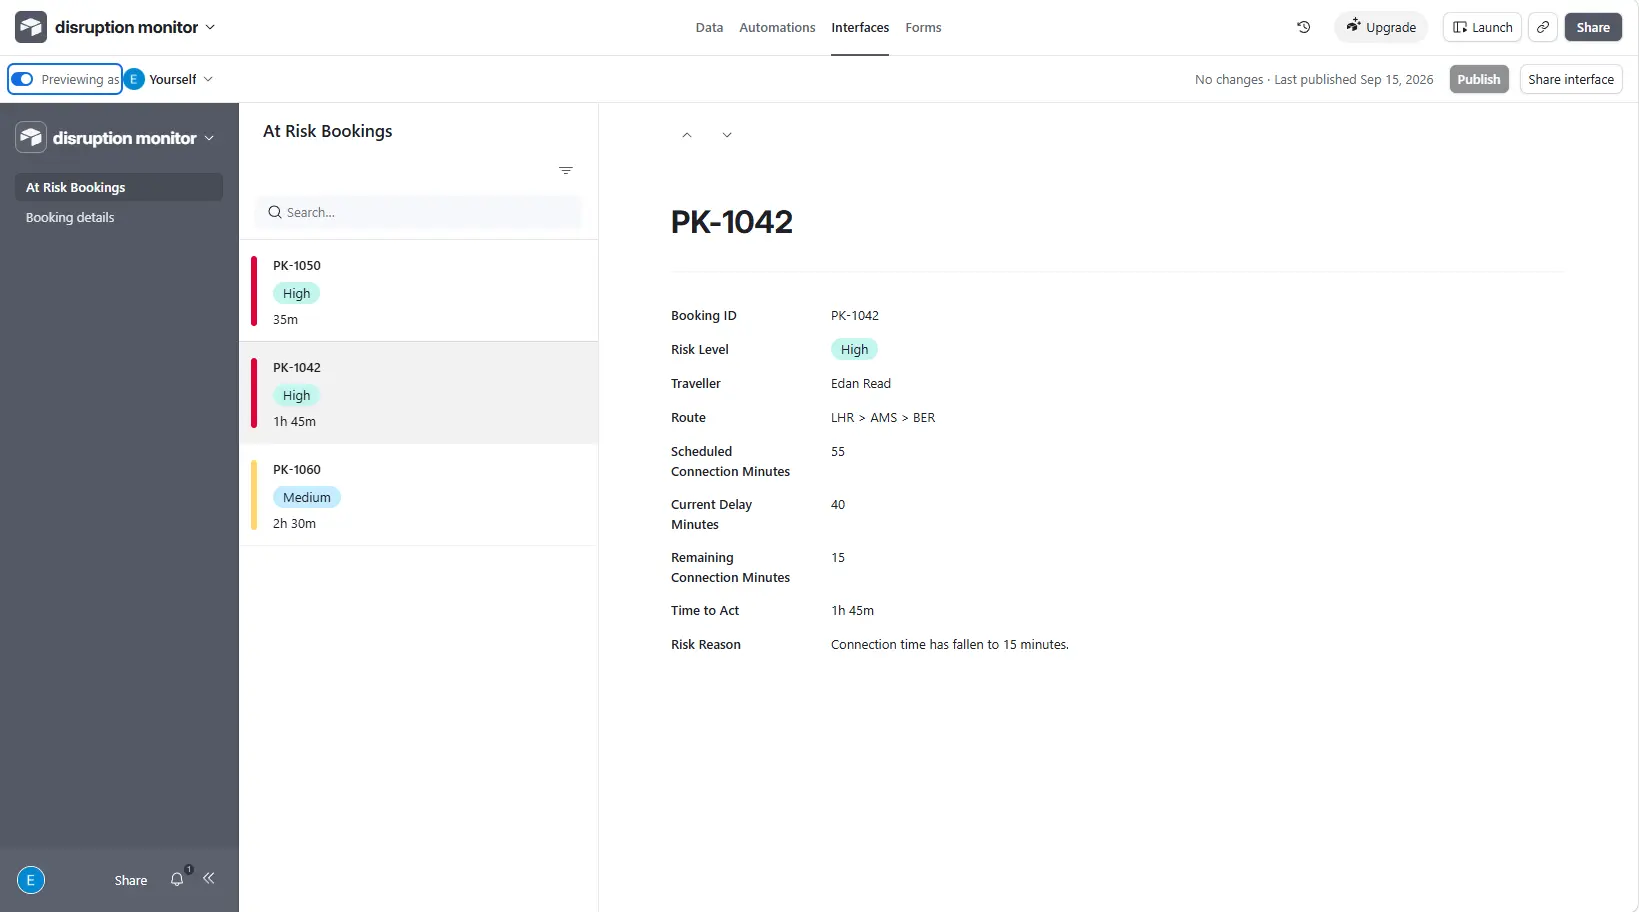 disruption monitor
Data Automations Interfaces Forms
Upgrade Launch Share
Previewing as E Yourself
No changes · Last published Sep 15, 2026 Publish Share interface
disruption monitor
At Risk Bookings
Booking details
E Share 1
At Risk Bookings
Search...
PK-1050
High
35m
PK-1042
High
1h 45m
PK-1060
Medium
2h 30m
PK-1042
Booking ID PK-1042
Risk Level High
Traveller Edan Read
Route LHR > AMS > BER
Scheduled 55
Connection Minutes
Current Delay 40
Minutes
Remaining 15
Connection Minutes
Time to Act 1h 45m
Risk Reason Connection time has fallen to 15 minutes.